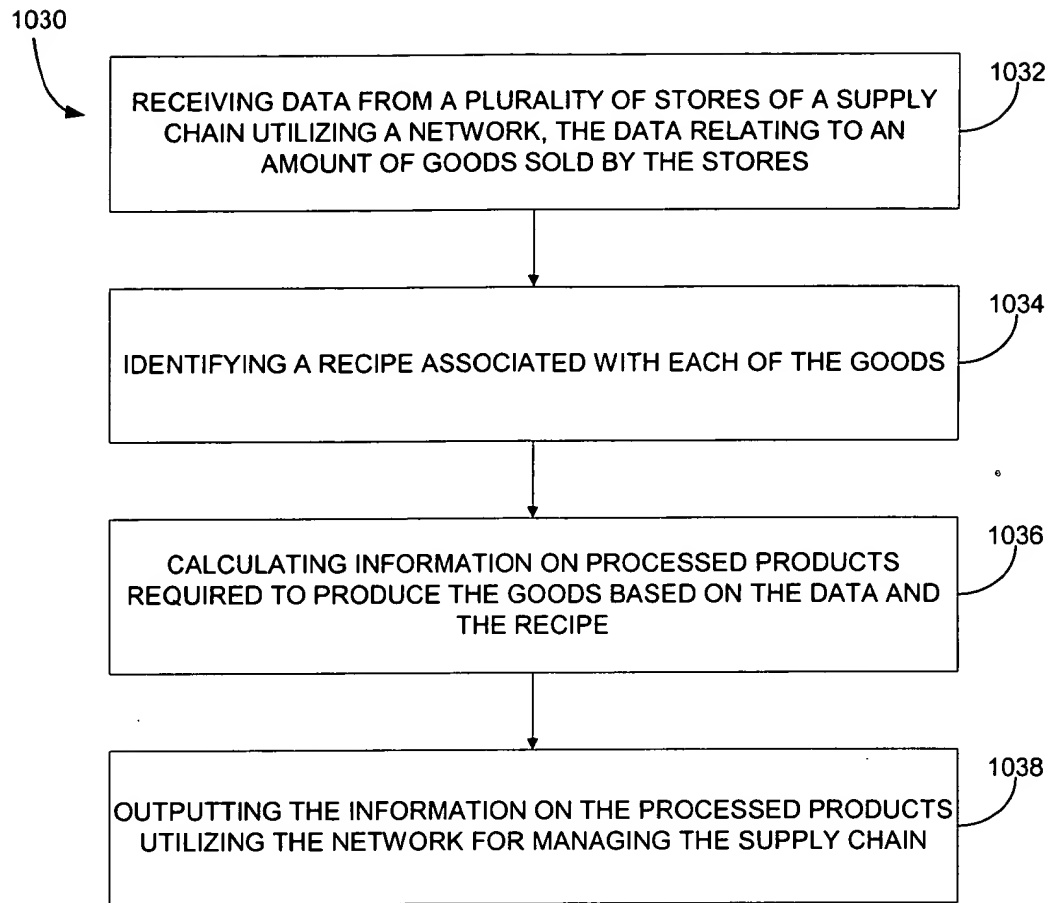 1030
1032
RECEIVING DATA FROM A PLURALITY OF STORES OF A SUPPLY
CHAIN UTILIZING A NETWORK, THE DATA RELATING TO AN
AMOUNT OF GOODS SOLD BY THE STORES
1034
IDENTIFYING A RECIPE ASSOCIATED WITH EACH OF THE GOODS
1036
CALCULATING INFORMATION ON PROCESSED PRODUCTS
REQUIRED TO PRODUCE THE GOODS BASED ON THE DATA AND
THE RECIPE
1038
OUTPUTTING THE INFORMATION ON THE PROCESSED PRODUCTS
UTILIZING THE NETWORK FOR MANAGING THE SUPPLY CHAIN